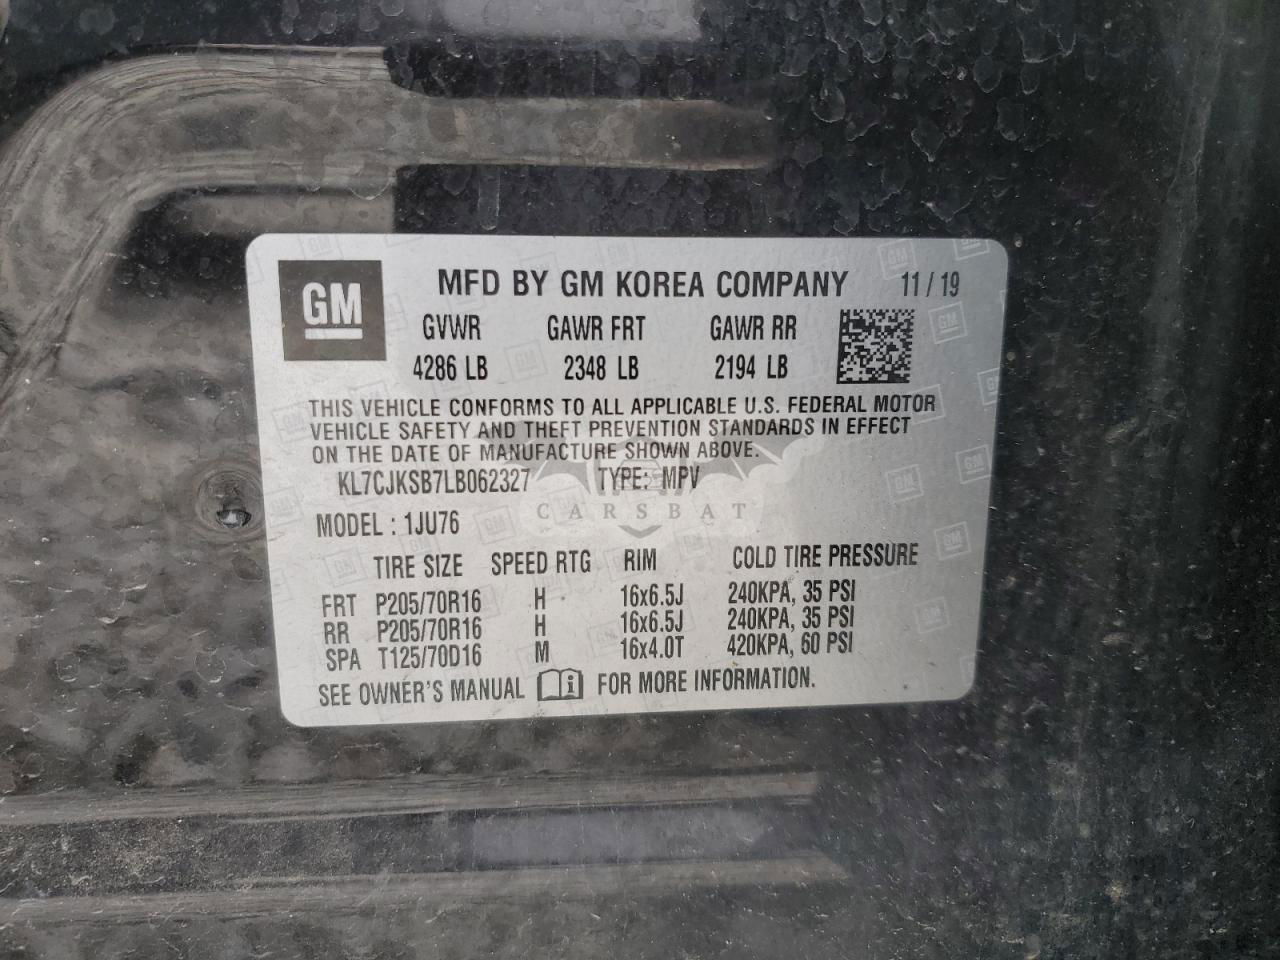 GM
MFD BY GM KOREA COMPANY 11/19
GVWR GAWR FRT GAWR RR
4286 LB 2348 LB 2194 LB
THIS VEHICLE CONFORMS TO ALL APPLICABLE U.S. FEDERAL MOTOR
VEHICLE SAFETY AND THEFT PREVENTION STANDARDS IN EFFECT
ON THE DATE OF MANUFACTURE SHOWN ABOVE.
KL7CJKSB7LB062327 TYPE: MPV
CARSBAT
MODEL : 1JU76
TIRE SIZE SPEED RTG RIM COLD TIRE PRESSURE
FRT P205/70R16 H 16x6.5J 240KPA, 35 PSI
RR P205/70R16 H 16x6.5J 240KPA, 35 PSI
SPA T125/70D16 M 16x4.0T 420KPA, 60 PSI
SEE OWNER'S MANUAL FOR MORE INFORMATION.